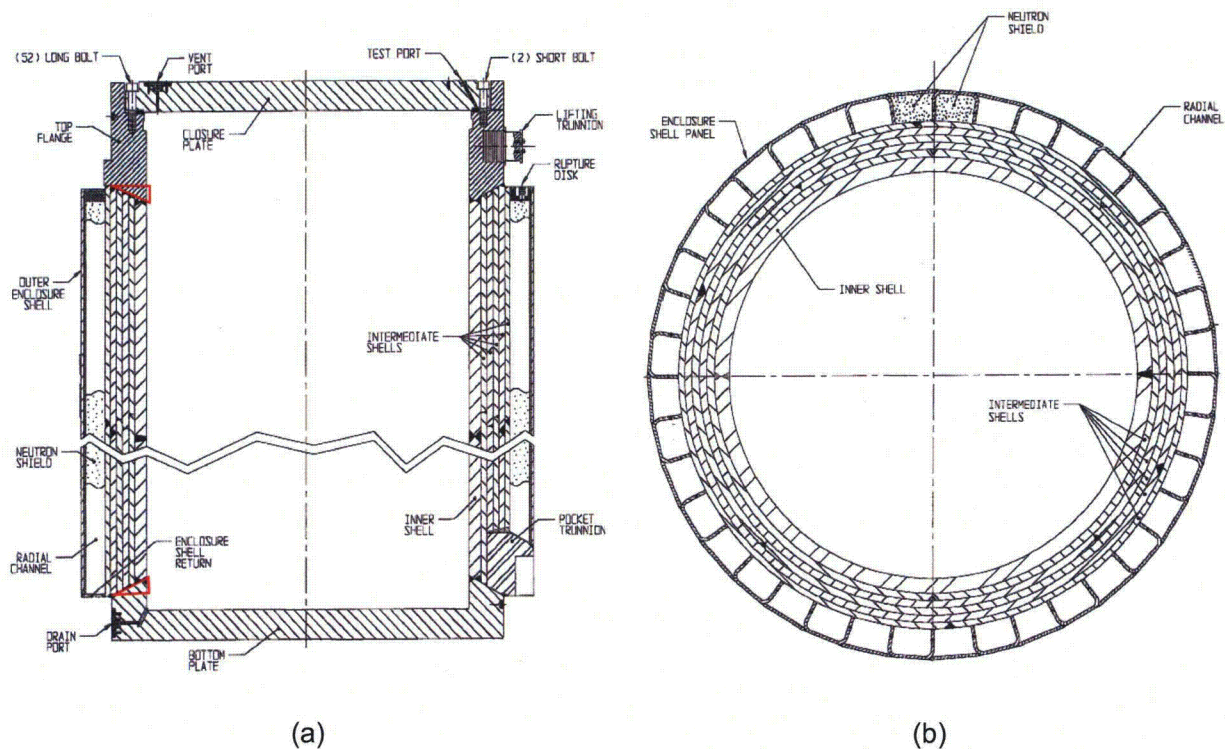 (52) LONG BOLT
VENT
PORT
TEST PORT
(2) SHORT BOLT
TOP
FLANGE
CLOSURE
PLATE
LIFTING
TRUNNION
RUPTURE
DISK
OUTER
ENCLOSURE
SHELL
INTERMEDIATE
SHELLS
NEUTRON
SHIELD
INNER
SHELL
POCKET
TRUNNION
RADIAL
CHANNEL
ENCLOSURE
SHELL
RETURN
DRAIN
PORT
BOTTOM
PLATE
(a)
NEUTRON
SHIELD
ENCLOSURE
SHELL PANEL
RADIAL
CHANNEL
INNER SHELL
INTERMEDIATE
SHELLS
(b)